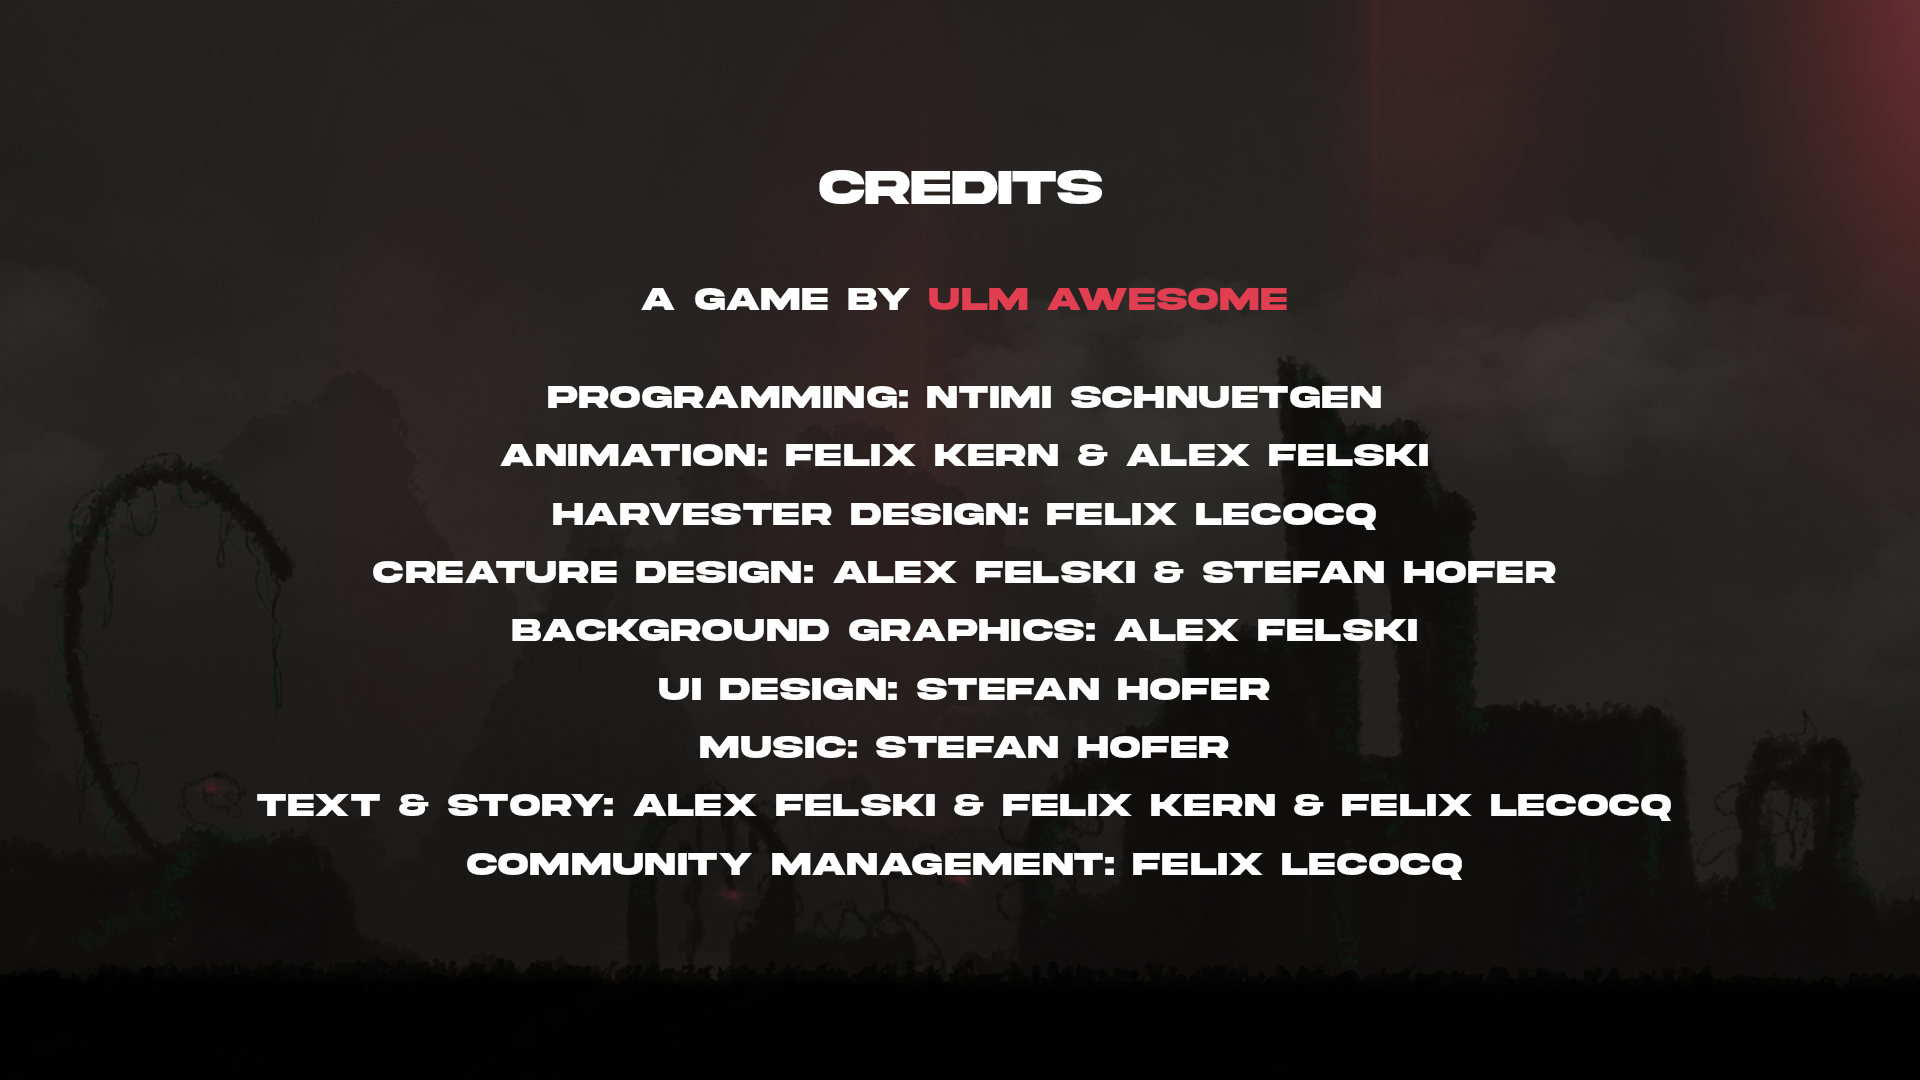 CREDITS
A GAME BY ULM AWESOME
PROGRAMMING: NTIMI SCHNUETGEN
ANIMATION: FELIX KERN & ALEX FELSKI
HARVESTER DESIGN: FELIX LECOCQ
CREATURE DESIGN: ALEX FELSKI & STEFAN HOFER
BACKGROUND GRAPHICS: ALEX FELSKI
UI DESIGN: STEFAN HOFER
MUSIC: STEFAN HOFER
TEXT & STORY: ALEX FELSKI & FELIX KERN & FELIX LECOCQ
COMMUNITY MANAGEMENT: FELIX LECOCQ